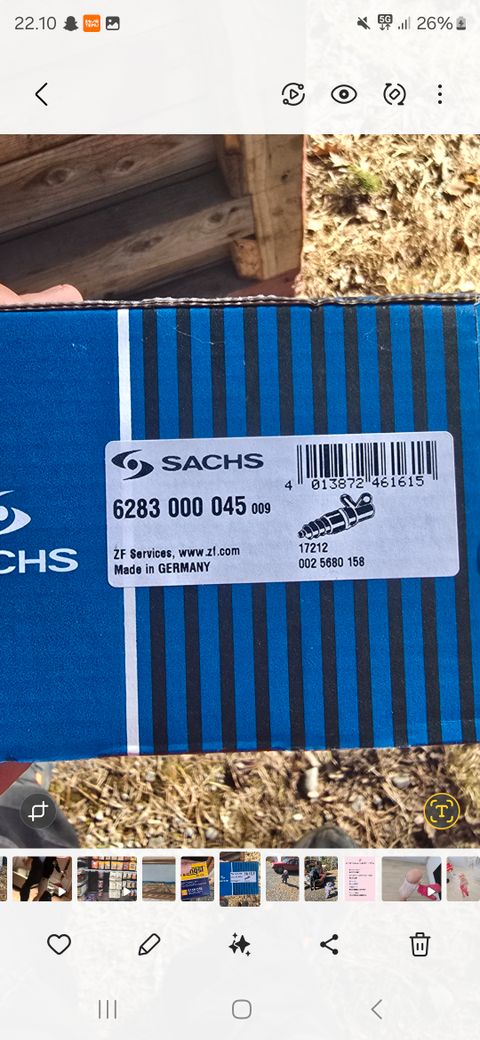 22.10
5G
26%
SACHS
4 013872 461615
6283 000 045 009
CHS
ZF Services, www.zf.com
17212
Made in GERMANY
002 5680 158
T